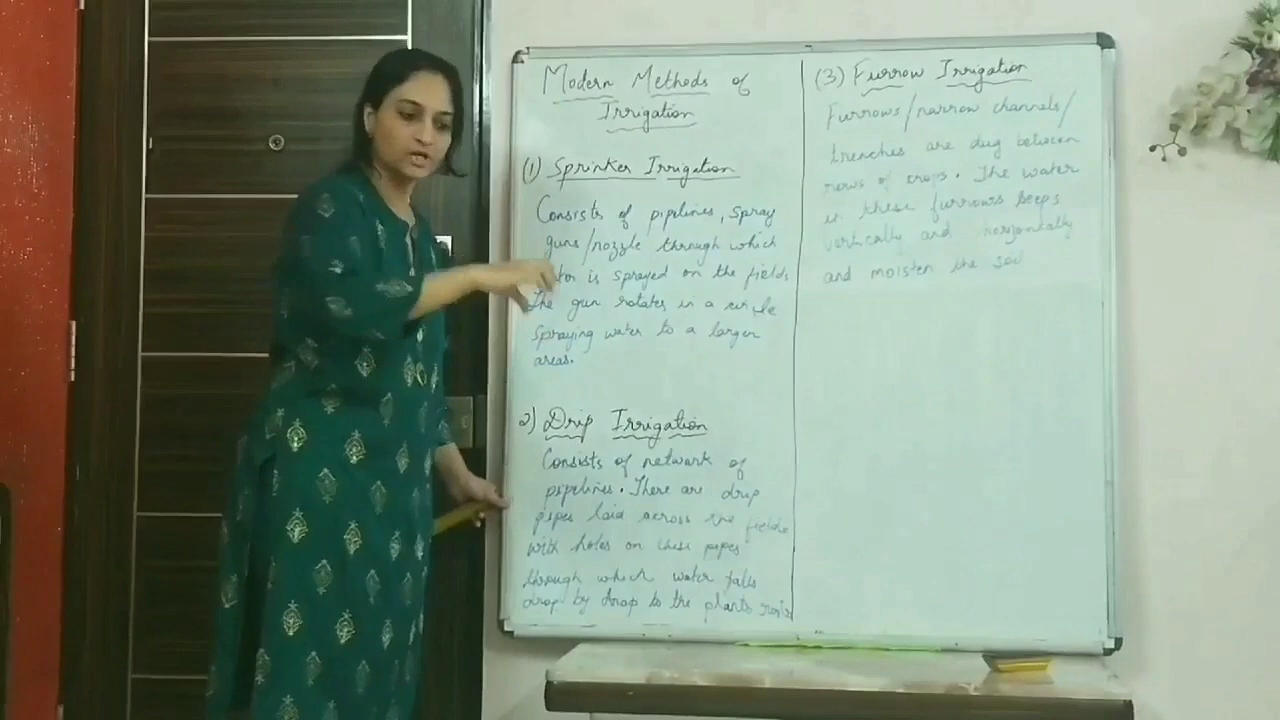 Modern Methods of
Irrigation
(1) Sprinker Irrigation
Consists of pipelines, spray
guns/nozzle through which
is sprayed on the fields
The gun rotates in a circle
spraying water to a larger
areas.
2) Drip Irrigation
Consists of network of
pipelines. There are drip
pipes laid across the fields
with holes on these pipes
through which water falls
drop by drop to the plants roots
(3) Furrow Irrigation
Furrows/narrow channels/
trenches are dug between
rows of crops. The water
in these furrows seeps
vertically and horizontally
and moisten the soil